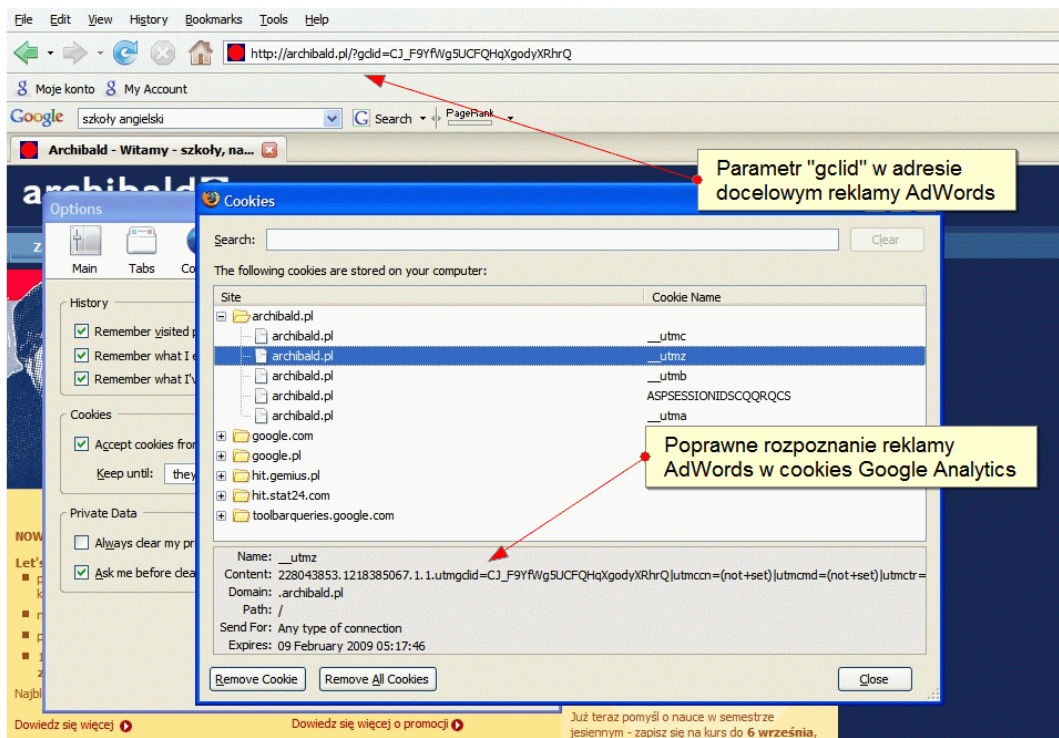 File Edit View History Bookmarks Tools Help
http://archibald.pl/?gclid=CJ_F9YfWg5UCFQHqXgodyXRhrQ
Moje konto My Account
Google szkoły angielski Search PageRank
Archibald - Witamy - szkoły, na...
Parametr "gclid" w adresie
docelowym reklamy AdWords
Options
Main Tabs
History
Remember visited
Remember what I
Remember what I'v
Cookies
Accept cookies from
Keep until: they
Private Data
Always clear my pr
Ask me before clea
Cookies
Search: Clear
The following cookies are stored on your computer:
Site Cookie Name
archibald.pl
archibald.pl __utmc
archibald.pl __utmz
archibald.pl __utmb
archibald.pl ASPSESSIONIDSCQQRQCS
archibald.pl __utma
google.com
google.pl
hit.gemius.pl
hit.stat24.com
toolbarqueries.google.com
Poprawne rozpoznanie reklamy
AdWords w cookies Google Analytics
Name: __utmz
Content: 228043853.1218385067.1.1.utmgclid=CJ_F9YfWg5UCFQHqXgodyXRhrQ|utmccn=(not+set)|utmcmd=(not+set)|utmctr=
Domain: .archibald.pl
Path: /
Send For: Any type of connection
Expires: 09 February 2009 05:17:46
Remove Cookie Remove All Cookies Close
NOW
Let's
Najbl
Dowiedz się więcej
Dowiedz się więcej o promocji
Już teraz pomyśl o nauce w semestrze
jesiennym - zapisz się na kurs do 6 września,